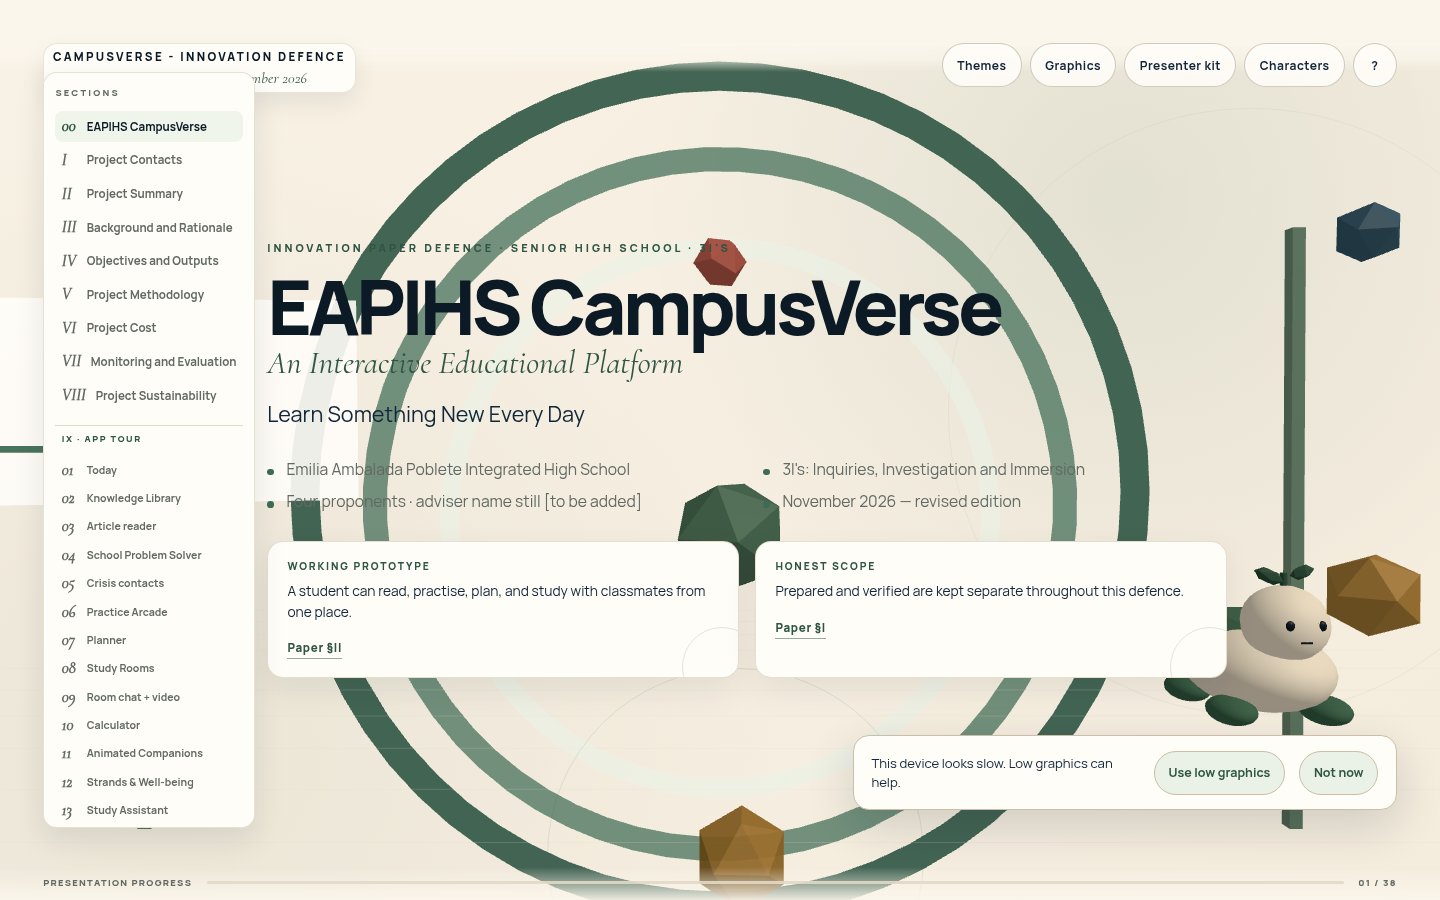 CAMPUSVERSE - INNOVATION DEFENCE
2026
Themes
Graphics
Presenter kit
Characters
?
SECTIONS
00 EAPIHS CampusVerse
I Project Contacts
II Project Summary
III Background and Rationale
IV Objectives and Outputs
V Project Methodology
VI Project Cost
VII Monitoring and Evaluation
VIII Project Sustainability
IX · APP TOUR
01 Today
02 Knowledge Library
03 Article reader
04 School Problem Solver
05 Crisis contacts
06 Practice Arcade
07 Planner
08 Study Rooms
09 Room chat + video
10 Calculator
11 Animated Companions
12 Strands & Well-being
13 Study Assistant
INNOVATION PAPER DEFENCE · SENIOR HIGH SCHOOL · 3I'S
EAPIHS CampusVerse
An Interactive Educational Platform
Learn Something New Every Day
Emilia Ambalada Poblete Integrated High School
Four proponents · adviser name still [to be added]
3I's: Inquiries, Investigation and Immersion
November 2026 — revised edition
WORKING PROTOTYPE
A student can read, practise, plan, and study with classmates from
one place.
Paper §II
HONEST SCOPE
Prepared and verified are kept separate throughout this defence.
Paper §I
This device looks slow. Low graphics can
help.
Use low graphics
Not now
PRESENTATION PROGRESS
01 / 38